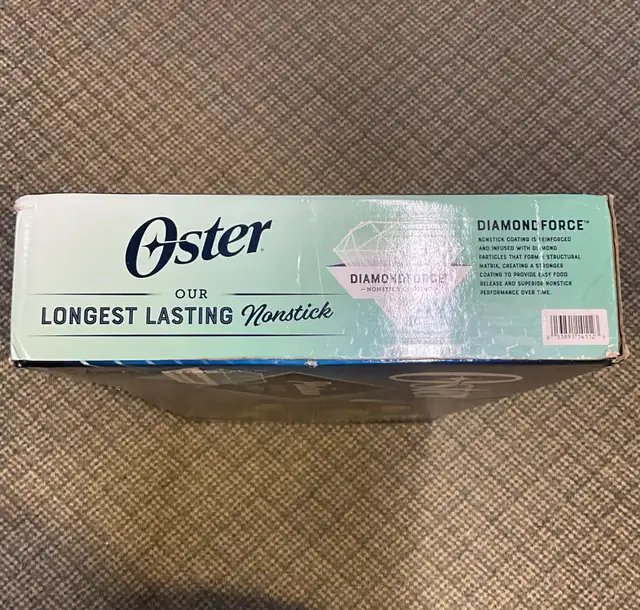 Oster
OUR
LONGEST LASTING Nonstick
DIAMONDFORCE
NONSTICK
DIAMONDFORCE™
NONSTICK COATING IS REINFORCED
AND INFUSED WITH DIAMOND
PARTICLES THAT FORM A STRUCTURAL
MATRIX, CREATING A STRONGER
COATING TO PROVIDE EASY FOOD
RELEASE AND SUPERIOR NONSTICK
PERFORMANCE OVER TIME.